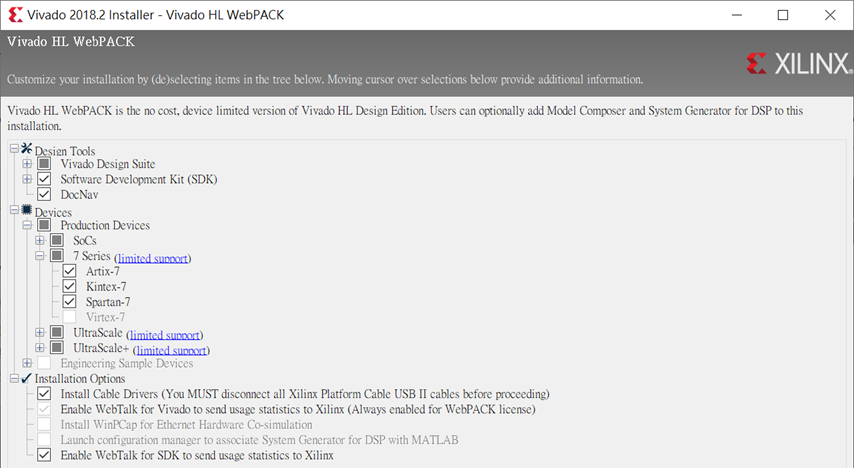 Vivado 2018.2 Installer - Vivado HL WebPACK
Vivado HL WebPACK
XILINX
Customize your installation by (de)selecting items in the tree below. Moving cursor over selections below provide additional information.
Vivado HL WebPACK is the no cost, device limited version of Vivado HL Design Edition. Users can optionally add Model Composer and System Generator for DSP to this
installation.
Design Tools
Vivado Design Suite
Software Development Kit (SDK)
DocNav
Devices
Production Devices
SoCs
7 Series (limited support)
Artix-7
Kintex-7
Spartan-7
Virtex-7
UltraScale (limited support)
UltraScale+ (limited support)
Engineering Sample Devices
Installation Options
Install Cable Drivers (You MUST disconnect all Xilinx Platform Cable USB II cables before proceeding)
Enable WebTalk for Vivado to send usage statistics to Xilinx (Always enabled for WebPACK license)
Install WinPCap for Ethernet Hardware Co-simulation
Launch configuration manager to associate System Generator for DSP with MATLAB
Enable WebTalk for SDK to send usage statistics to Xilinx